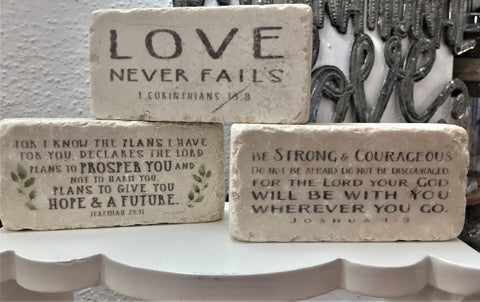 LOVE
NEVER FAILS
1 CORINTHIANS 13:8
FOR I KNOW THE PLANS I HAVE
FOR YOU, DECLARES THE LORD
PLANS TO PROSPER YOU AND
NOT TO HARM YOU,
PLANS TO GIVE YOU
HOPE & A FUTURE.
JEREMIAH 29:11
BE STRONG & COURAGEOUS
DO NOT BE AFRAID DO NOT BE DISCOURAGED,
FOR THE LORD YOUR GOD
WILL BE WITH YOU
WHEREVER YOU GO.
JOSHUA 1:9